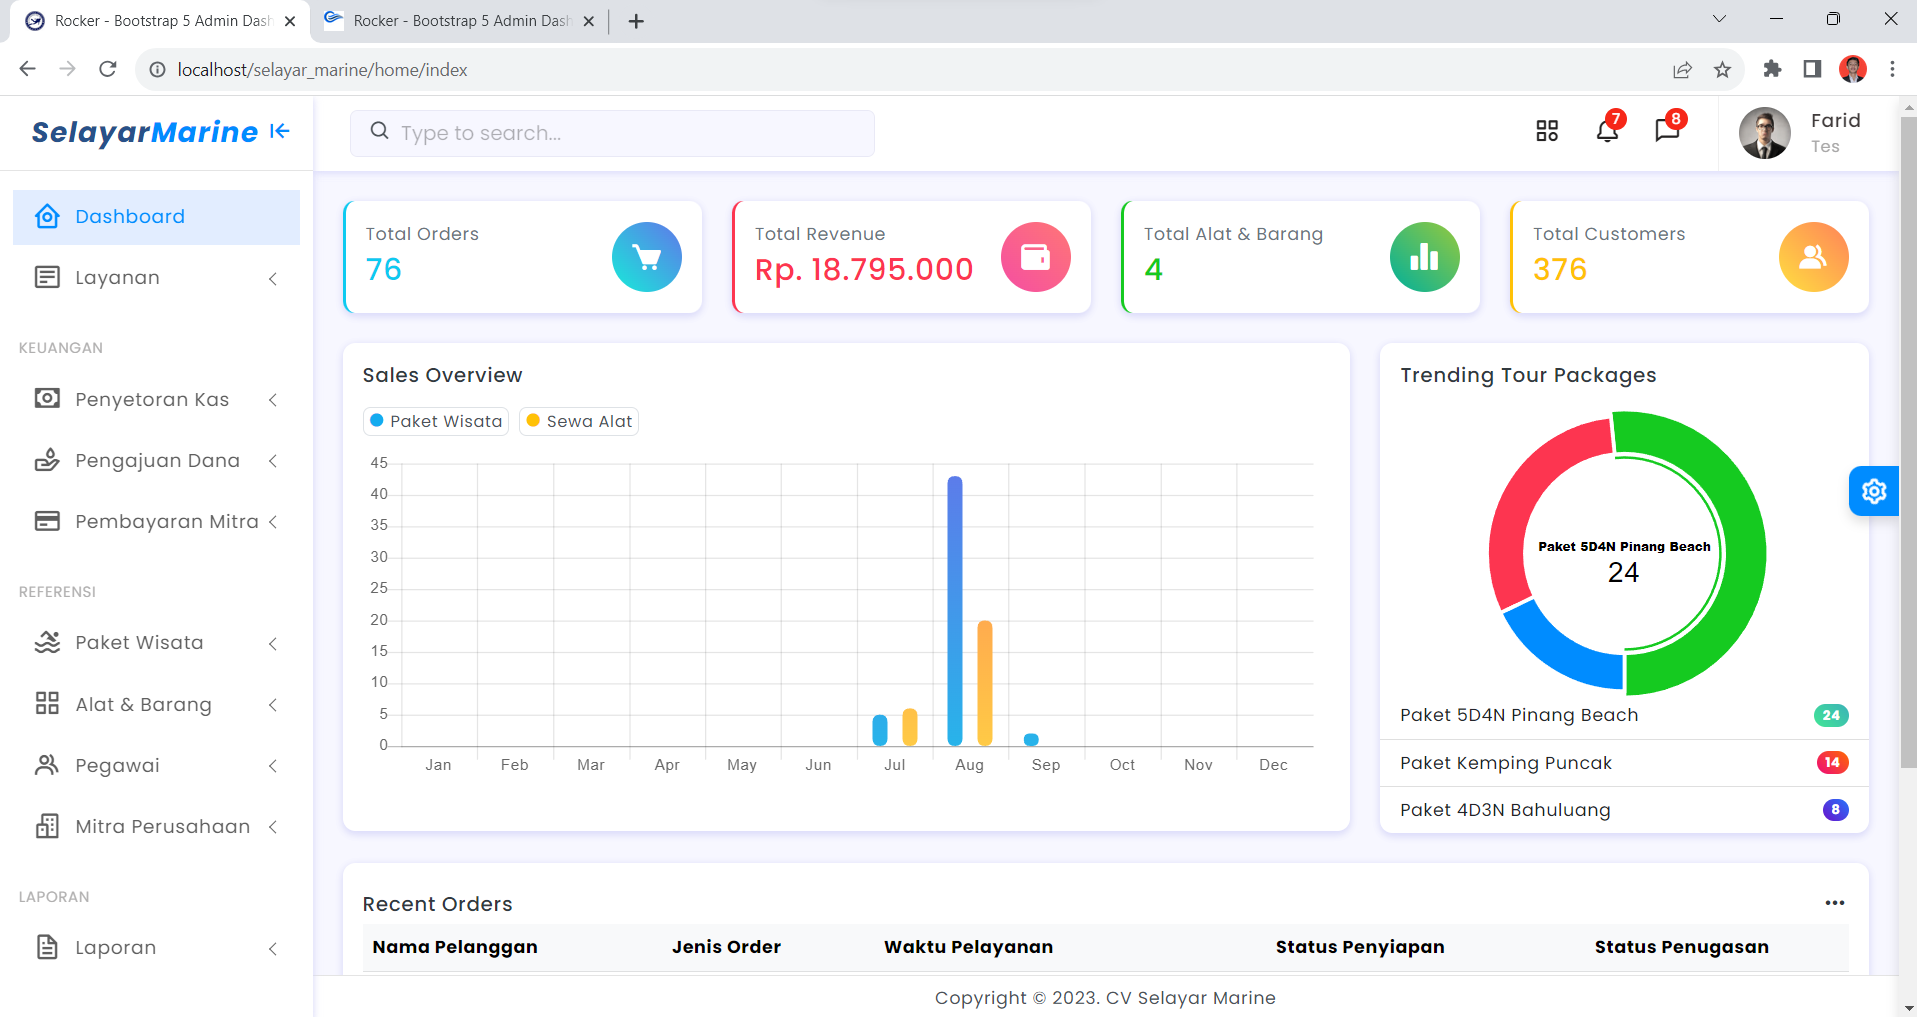 Rocker - Bootstrap 5 Admin Dash
Rocker - Bootstrap 5 Admin Dash
localhost/selayar_marine/home/index
SelayarMarine
Type to search...
7
8
Farid
Tes
Dashboard
Layanan
KEUANGAN
Penyetoran Kas
Pengajuan Dana
Pembayaran Mitra
REFERENSI
Paket Wisata
Alat & Barang
Pegawai
Mitra Perusahaan
LAPORAN
Laporan
Total Orders
76
Total Revenue
Rp. 18.795.000
Total Alat & Barang
4
Total Customers
376
Sales Overview
Paket Wisata
Sewa Alat
45
40
35
30
25
20
15
10
5
0
Jan Feb Mar Apr May Jun Jul Aug Sep Oct Nov Dec
Trending Tour Packages
Paket 5D4N Pinang Beach
24
Paket 5D4N Pinang Beach 24
Paket Kemping Puncak 14
Paket 4D3N Bahuluang 8
Recent Orders
Nama Pelanggan Jenis Order Waktu Pelayanan Status Penyiapan Status Penugasan
Copyright © 2023. CV Selayar Marine